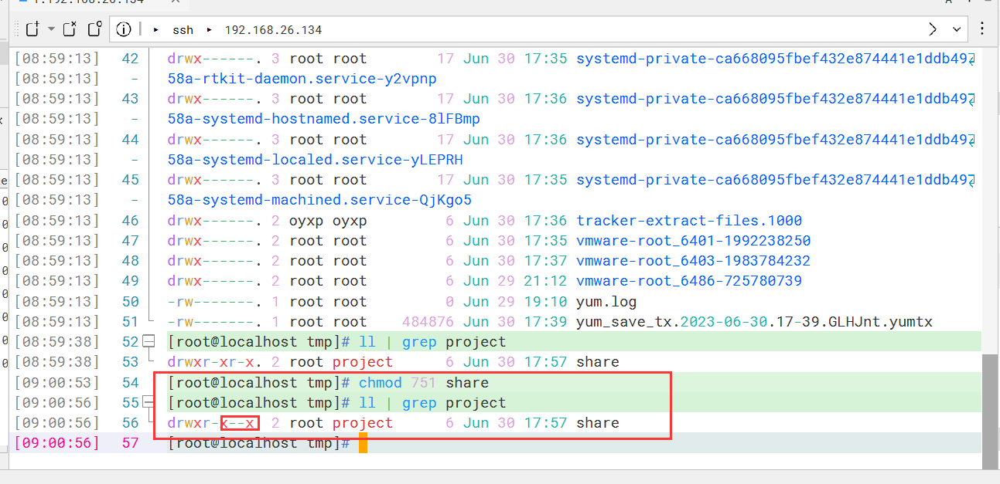 ssh 192.168.26.134
[08:59:13] 42 drwx------. 3 root root 17 Jun 30 17:35 systemd-private-ca668095fbef432e874441e1ddb497
[08:59:13] - 58a-rtkit-daemon.service-y2vpnp
[08:59:13] 43 drwx------. 3 root root 17 Jun 30 17:36 systemd-private-ca668095fbef432e874441e1ddb497
[08:59:13] - 58a-systemd-hostnamed.service-8lFBmp
[08:59:13] 44 drwx------. 3 root root 17 Jun 30 17:36 systemd-private-ca668095fbef432e874441e1ddb497
[08:59:13] - 58a-systemd-localed.service-yLEPRH
[08:59:13] 45 drwx------. 3 root root 17 Jun 30 17:35 systemd-private-ca668095fbef432e874441e1ddb497
[08:59:13] - 58a-systemd-machined.service-QjKgo5
[08:59:13] 46 drwx------. 2 oyxp oyxp 6 Jun 30 17:36 tracker-extract-files.1000
[08:59:13] 47 drwx------. 2 root root 6 Jun 30 17:35 vmware-root_6401-1992238250
[08:59:13] 48 drwx------. 2 root root 6 Jun 30 17:37 vmware-root_6403-1983784232
[08:59:13] 49 drwx------. 2 root root 6 Jun 29 21:12 vmware-root_6486-725780739
[08:59:13] 50 -rw-------. 1 root root 0 Jun 29 19:10 yum.log
[08:59:13] 51 -rw-------. 1 root root 484876 Jun 30 17:39 yum_save_tx.2023-06-30.17-39.GLHJnt.yumtx
[08:59:38] 52 [root@localhost tmp]# ll | grep project
[08:59:38] 53 drwxr-xr-x. 2 root project 6 Jun 30 17:57 share
[09:00:53] 54 [root@localhost tmp]# chmod 751 share
[09:00:56] 55 [root@localhost tmp]# ll | grep project
[09:00:56] 56 drwxr-x--x 2 root project 6 Jun 30 17:57 share
[09:00:56] 57 [root@localhost tmp]#